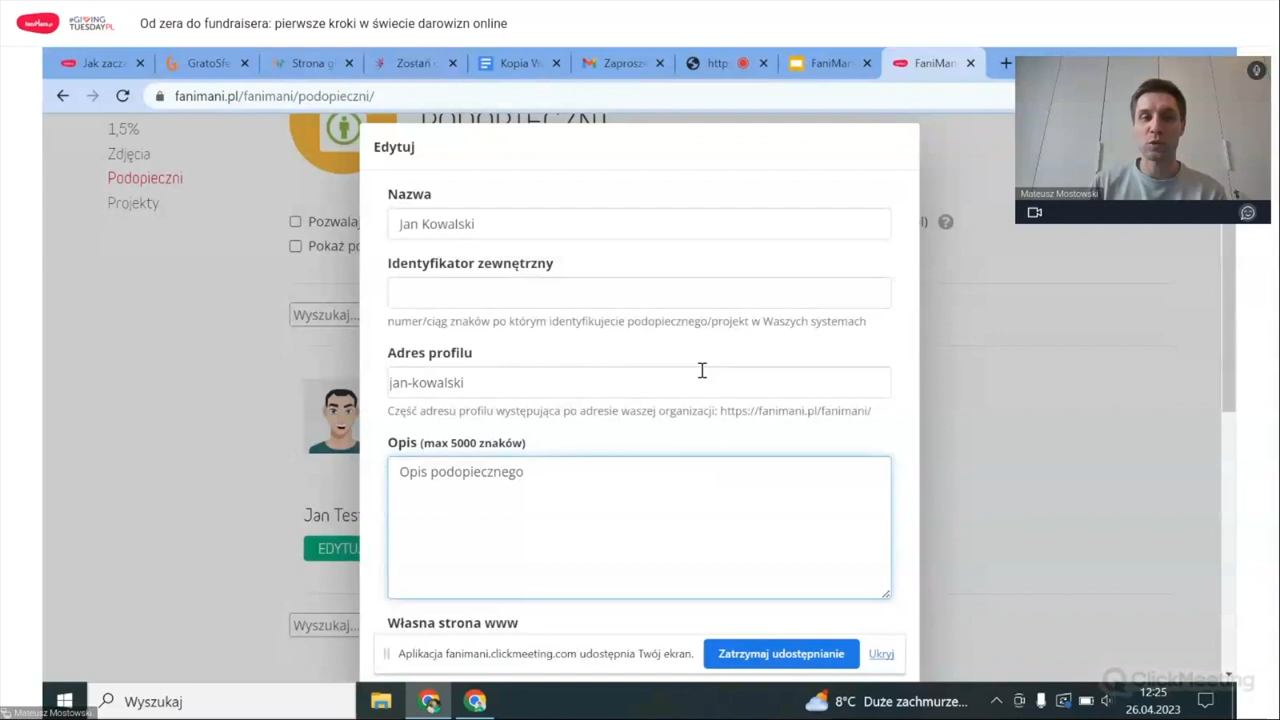 FaniMani.pl
#GIVING
TUESDAYPL
Od zera do fundraisera: pierwsze kroki w świecie darowizn online
Jak zacz
GratoSfe
Strona g
Zostań
Kopia W
Zaprosz
http
FaniMar
FaniMan
fanimani.pl/fanimani/podopieczni/
Mateusz Mostowski
1,5%
Zdjęcia
Podopieczni
Projekty
PODOPIECZNI
Pozwala
Pokaż po
Wyszukaj...
Jan Tes
EDYTU
Wyszukaj...
Edytuj
Nazwa
Jan Kowalski
Identyfikator zewnętrzny
numer/ciąg znaków po którym identyfikujecie podopiecznego/projekt w Waszych systemach
Adres profilu
jan-kowalski
Część adresu profilu występująca po adresie waszej organizacji: https://fanimani.pl/fanimani/
Opis (max 5000 znaków)
Opis podopiecznego
Własna strona www
Aplikacja fanimani.clickmeeting.com udostępnia Twój ekran.
Zatrzymaj udostępnianie
Ukryj
ClickMeeting
Wyszukaj
8°C Duże zachmurze...
12:25
26.04.2023
Mateusz Mostowski